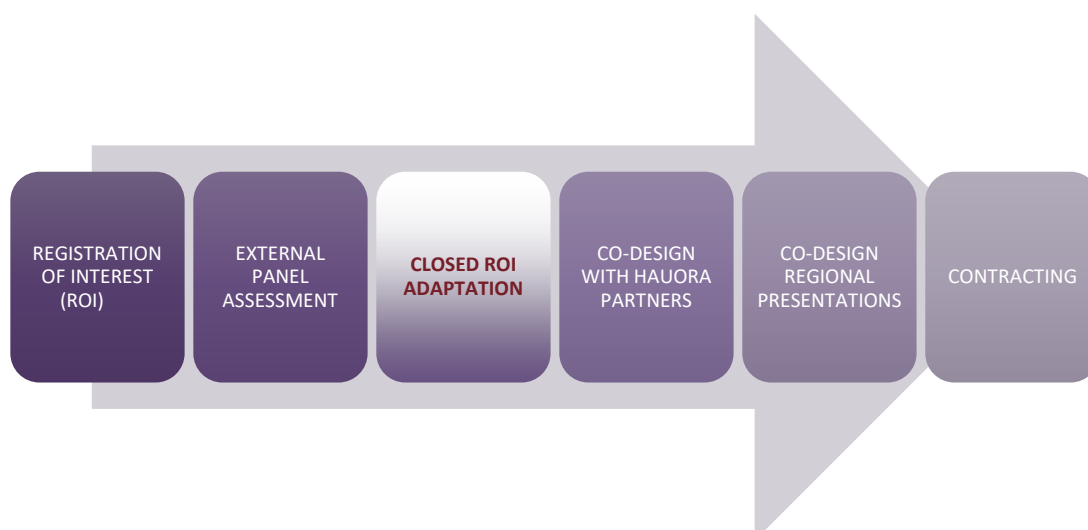 REGISTRATION
OF INTEREST
(ROI)
EXTERNAL
PANEL
ASSESSMENT
CLOSED ROI
ADAPTATION
CO-DESIGN
WITH HAUORA
PARTNERS
CO-DESIGN
REGIONAL
PRESENTATIONS
CONTRACTING